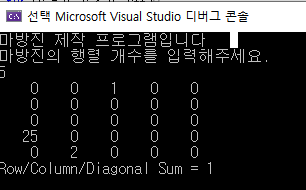 선택 Microsoft Visual Studio 디버그 콘솔
마방진 제작 프로그램입니다
마방진의 행렬 개수를 입력해주세요.
5
0 0 1 0 0
0 0 0 0 0
0 0 0 0 0
25 0 0 0 0
0 2 0 0 0
Row/Column/Diagonal Sum = 1